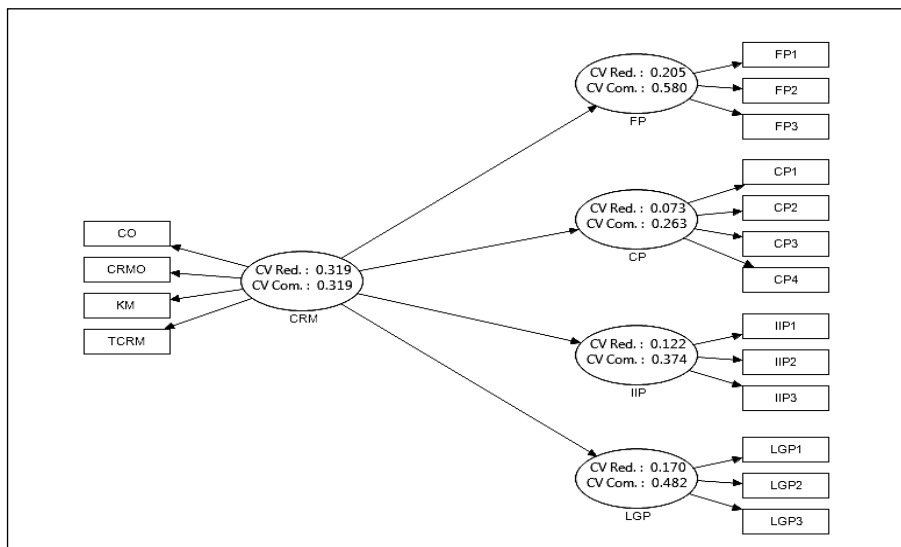 CO
CRMO
KM
TCRM
CV Red. : 0.319
CV Com. : 0.319
CRM
CV Red. : 0.205
CV Com. : 0.580
FP
FP1
FP2
FP3
CV Red. : 0.073
CV Com. : 0.263
CP
CP1
CP2
CP3
CP4
CV Red. : 0.122
CV Com. : 0.374
IIP
IIP1
IIP2
IIP3
CV Red. : 0.170
CV Com. : 0.482
LGP
LGP1
LGP2
LGP3